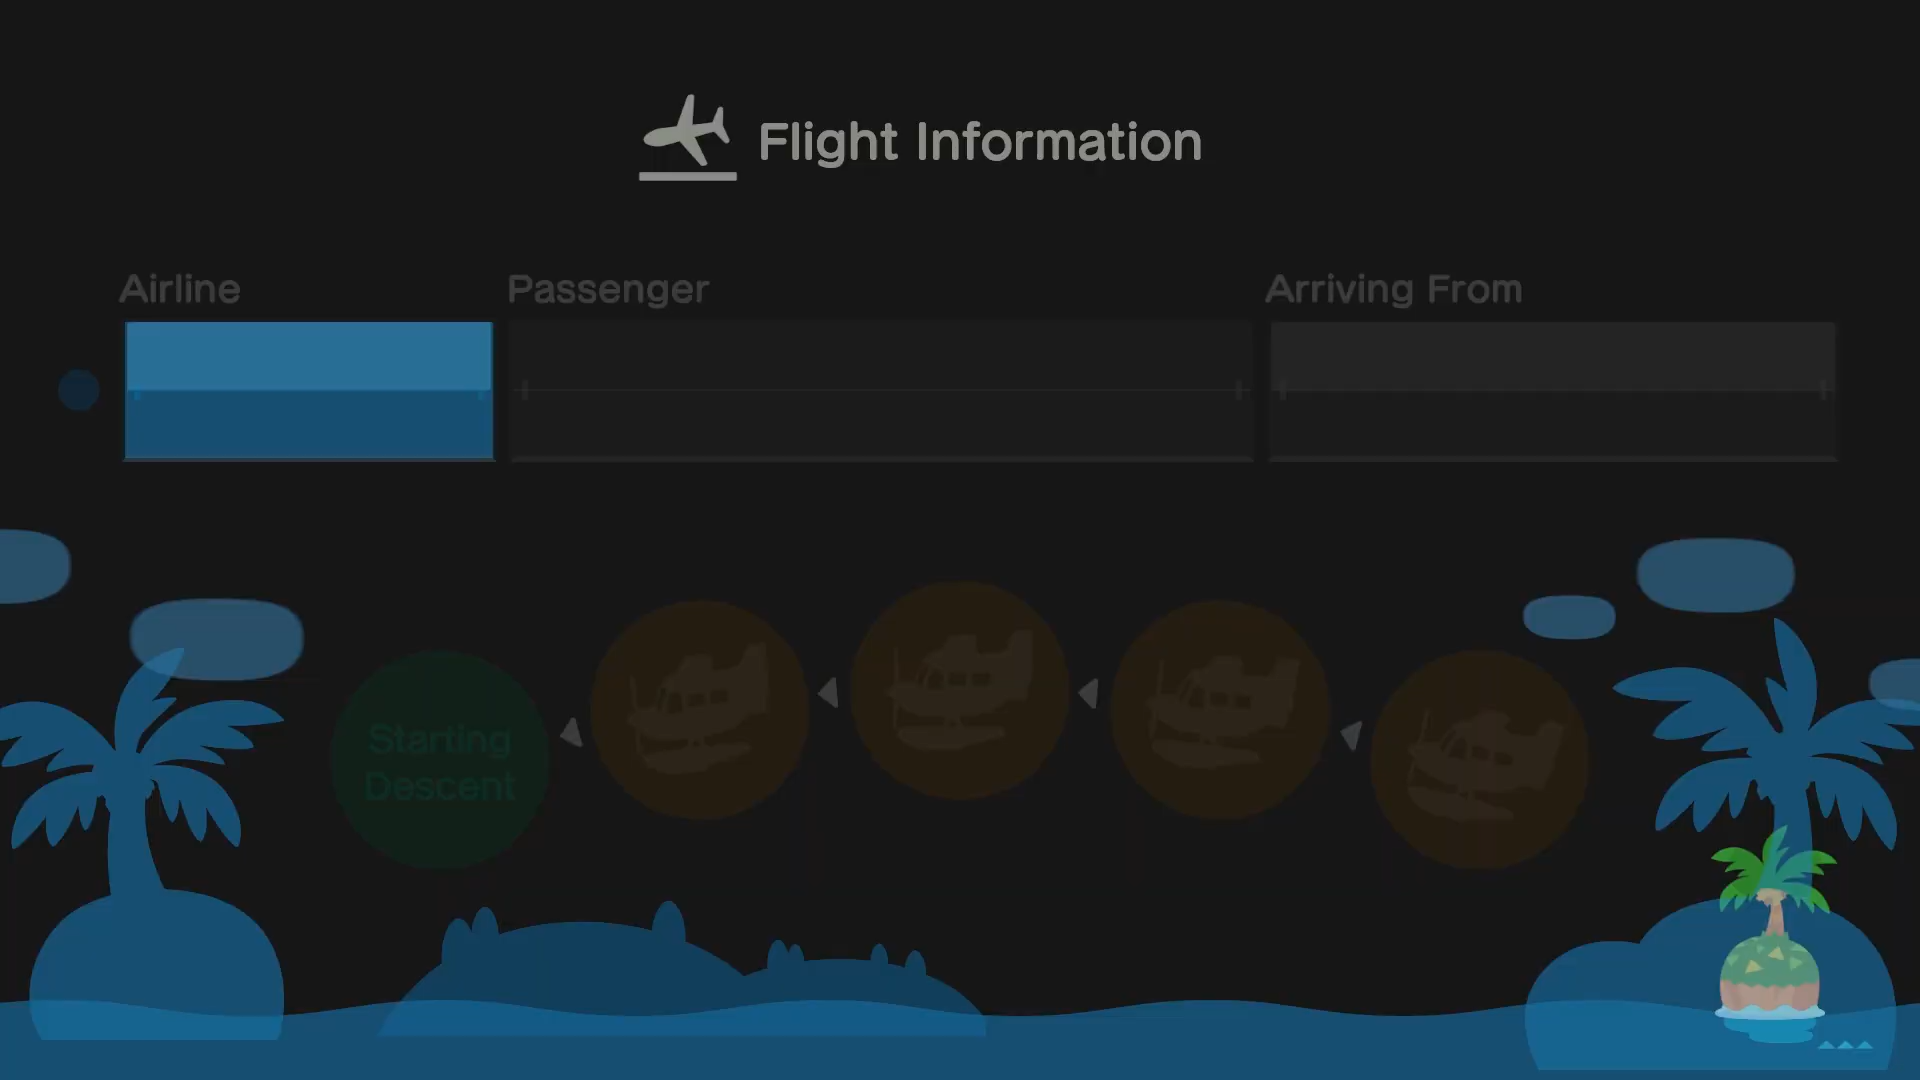 Flight Information
Airline
Passenger
Arriving From
Starting
Descent